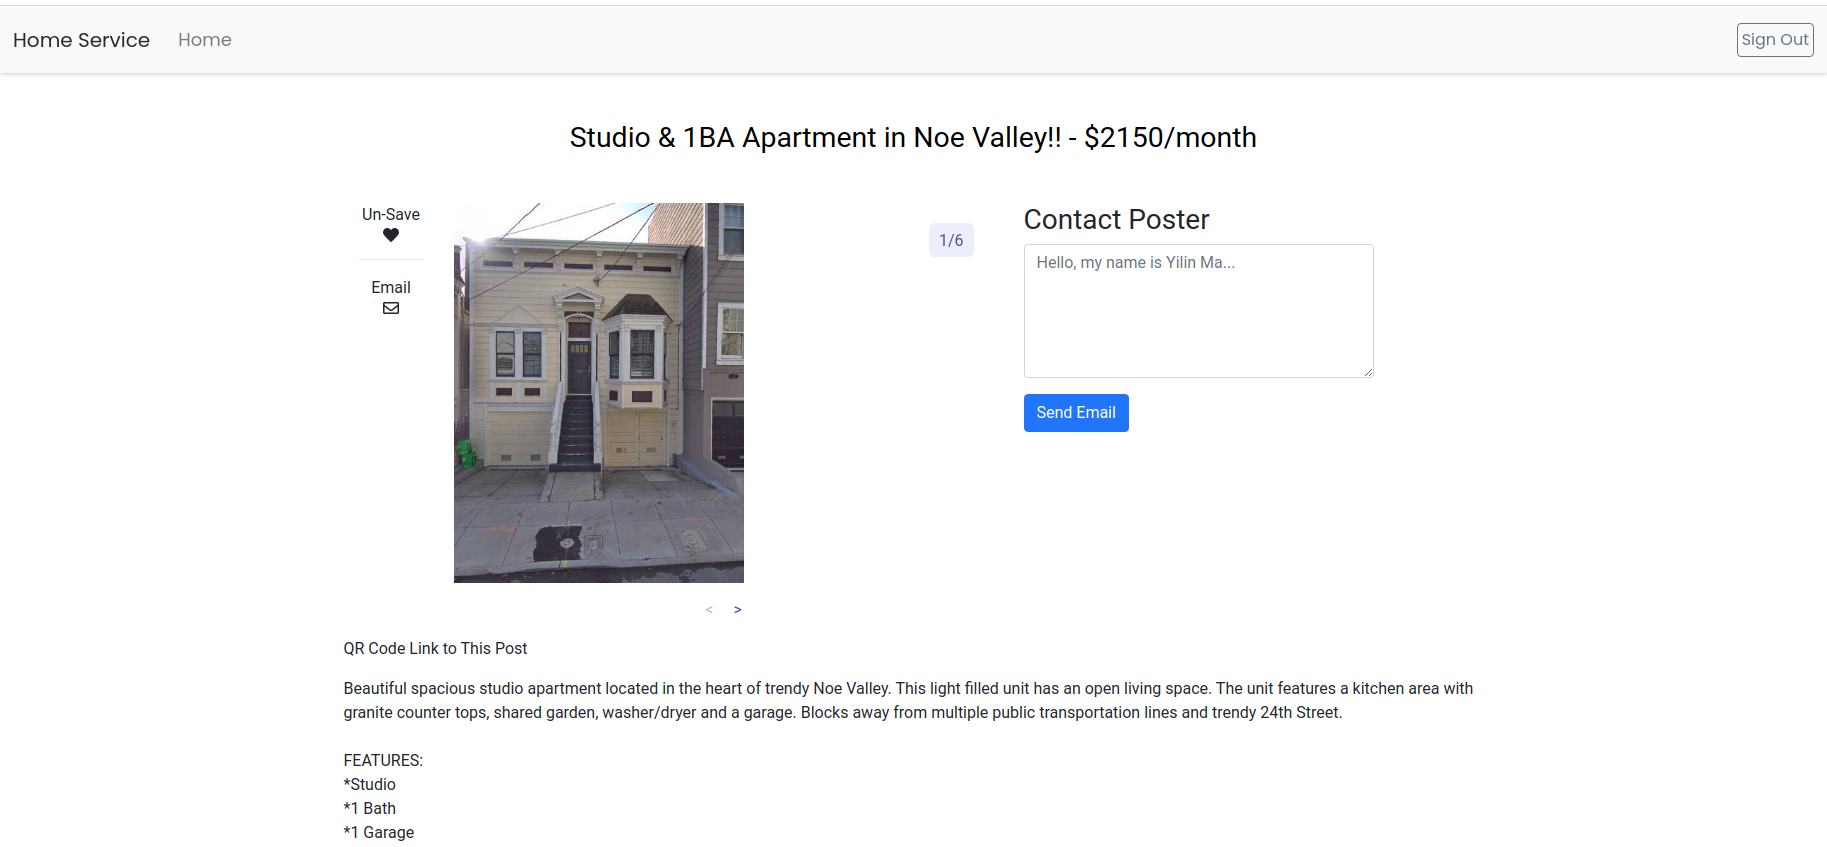 Home Service Home Sign Out
Studio & 1BA Apartment in Noe Valley!! - $2150/month
Un-Save
Email
1/6
< >
Contact Poster
Hello, my name is Yilin Ma...
Send Email
QR Code Link to This Post
Beautiful spacious studio apartment located in the heart of trendy Noe Valley. This light filled unit has an open living space. The unit features a kitchen area with
granite counter tops, shared garden, washer/dryer and a garage. Blocks away from multiple public transportation lines and trendy 24th Street.
FEATURES:
*Studio
*1 Bath
*1 Garage